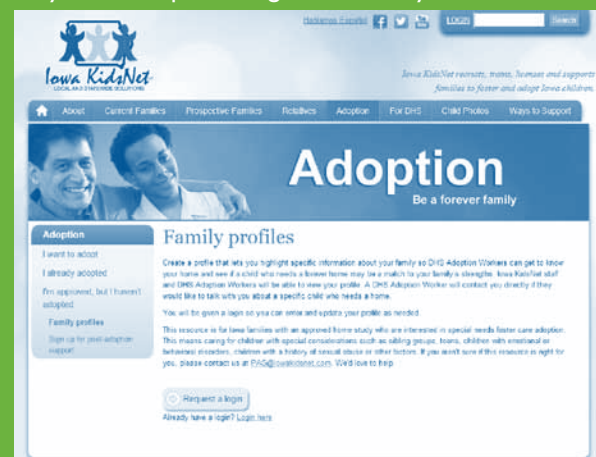 Hablamos Español
LOGIN
Search
Iowa KidsNet
LOCAL AND STATEWIDE SOLUTIONS
Iowa KidsNet recruits, trains, licenses and supports
families to foster and adopt Iowa children.
About Current Families Prospective Families Relatives Adoption For DHS Child Photos Ways to Support
Adoption
Be a forever family
Adoption
I want to adopt
I already adopted
I'm approved, but I haven't
adopted
Family profiles
Sign up for post-adoption
support
Family profiles
Create a profile that lets you highlight specific information about your family so DHS Adoption Workers can get to know
your home and see if a child who needs a forever home may be a match to your family's strengths. Iowa KidsNet staff
and DHS Adoption Workers will be able to view your profile. A DHS Adoption Worker will contact you directly if they
would like to talk with you about a specific child who needs a home.
You will be given a login so you can enter and update your profile as needed.
This resource is for Iowa families with an approved home study who are interested in special needs foster care adoption.
This means caring for children with special considerations such as sibling groups, teens, children with emotional or
behavioral disorders, children with a history of sexual abuse or other factors. If you aren't sure if this resource is right for
you, please contact us at PAG@iowakidsnet.com. We'd love to help.
Request a login
Already have a login? Login here.